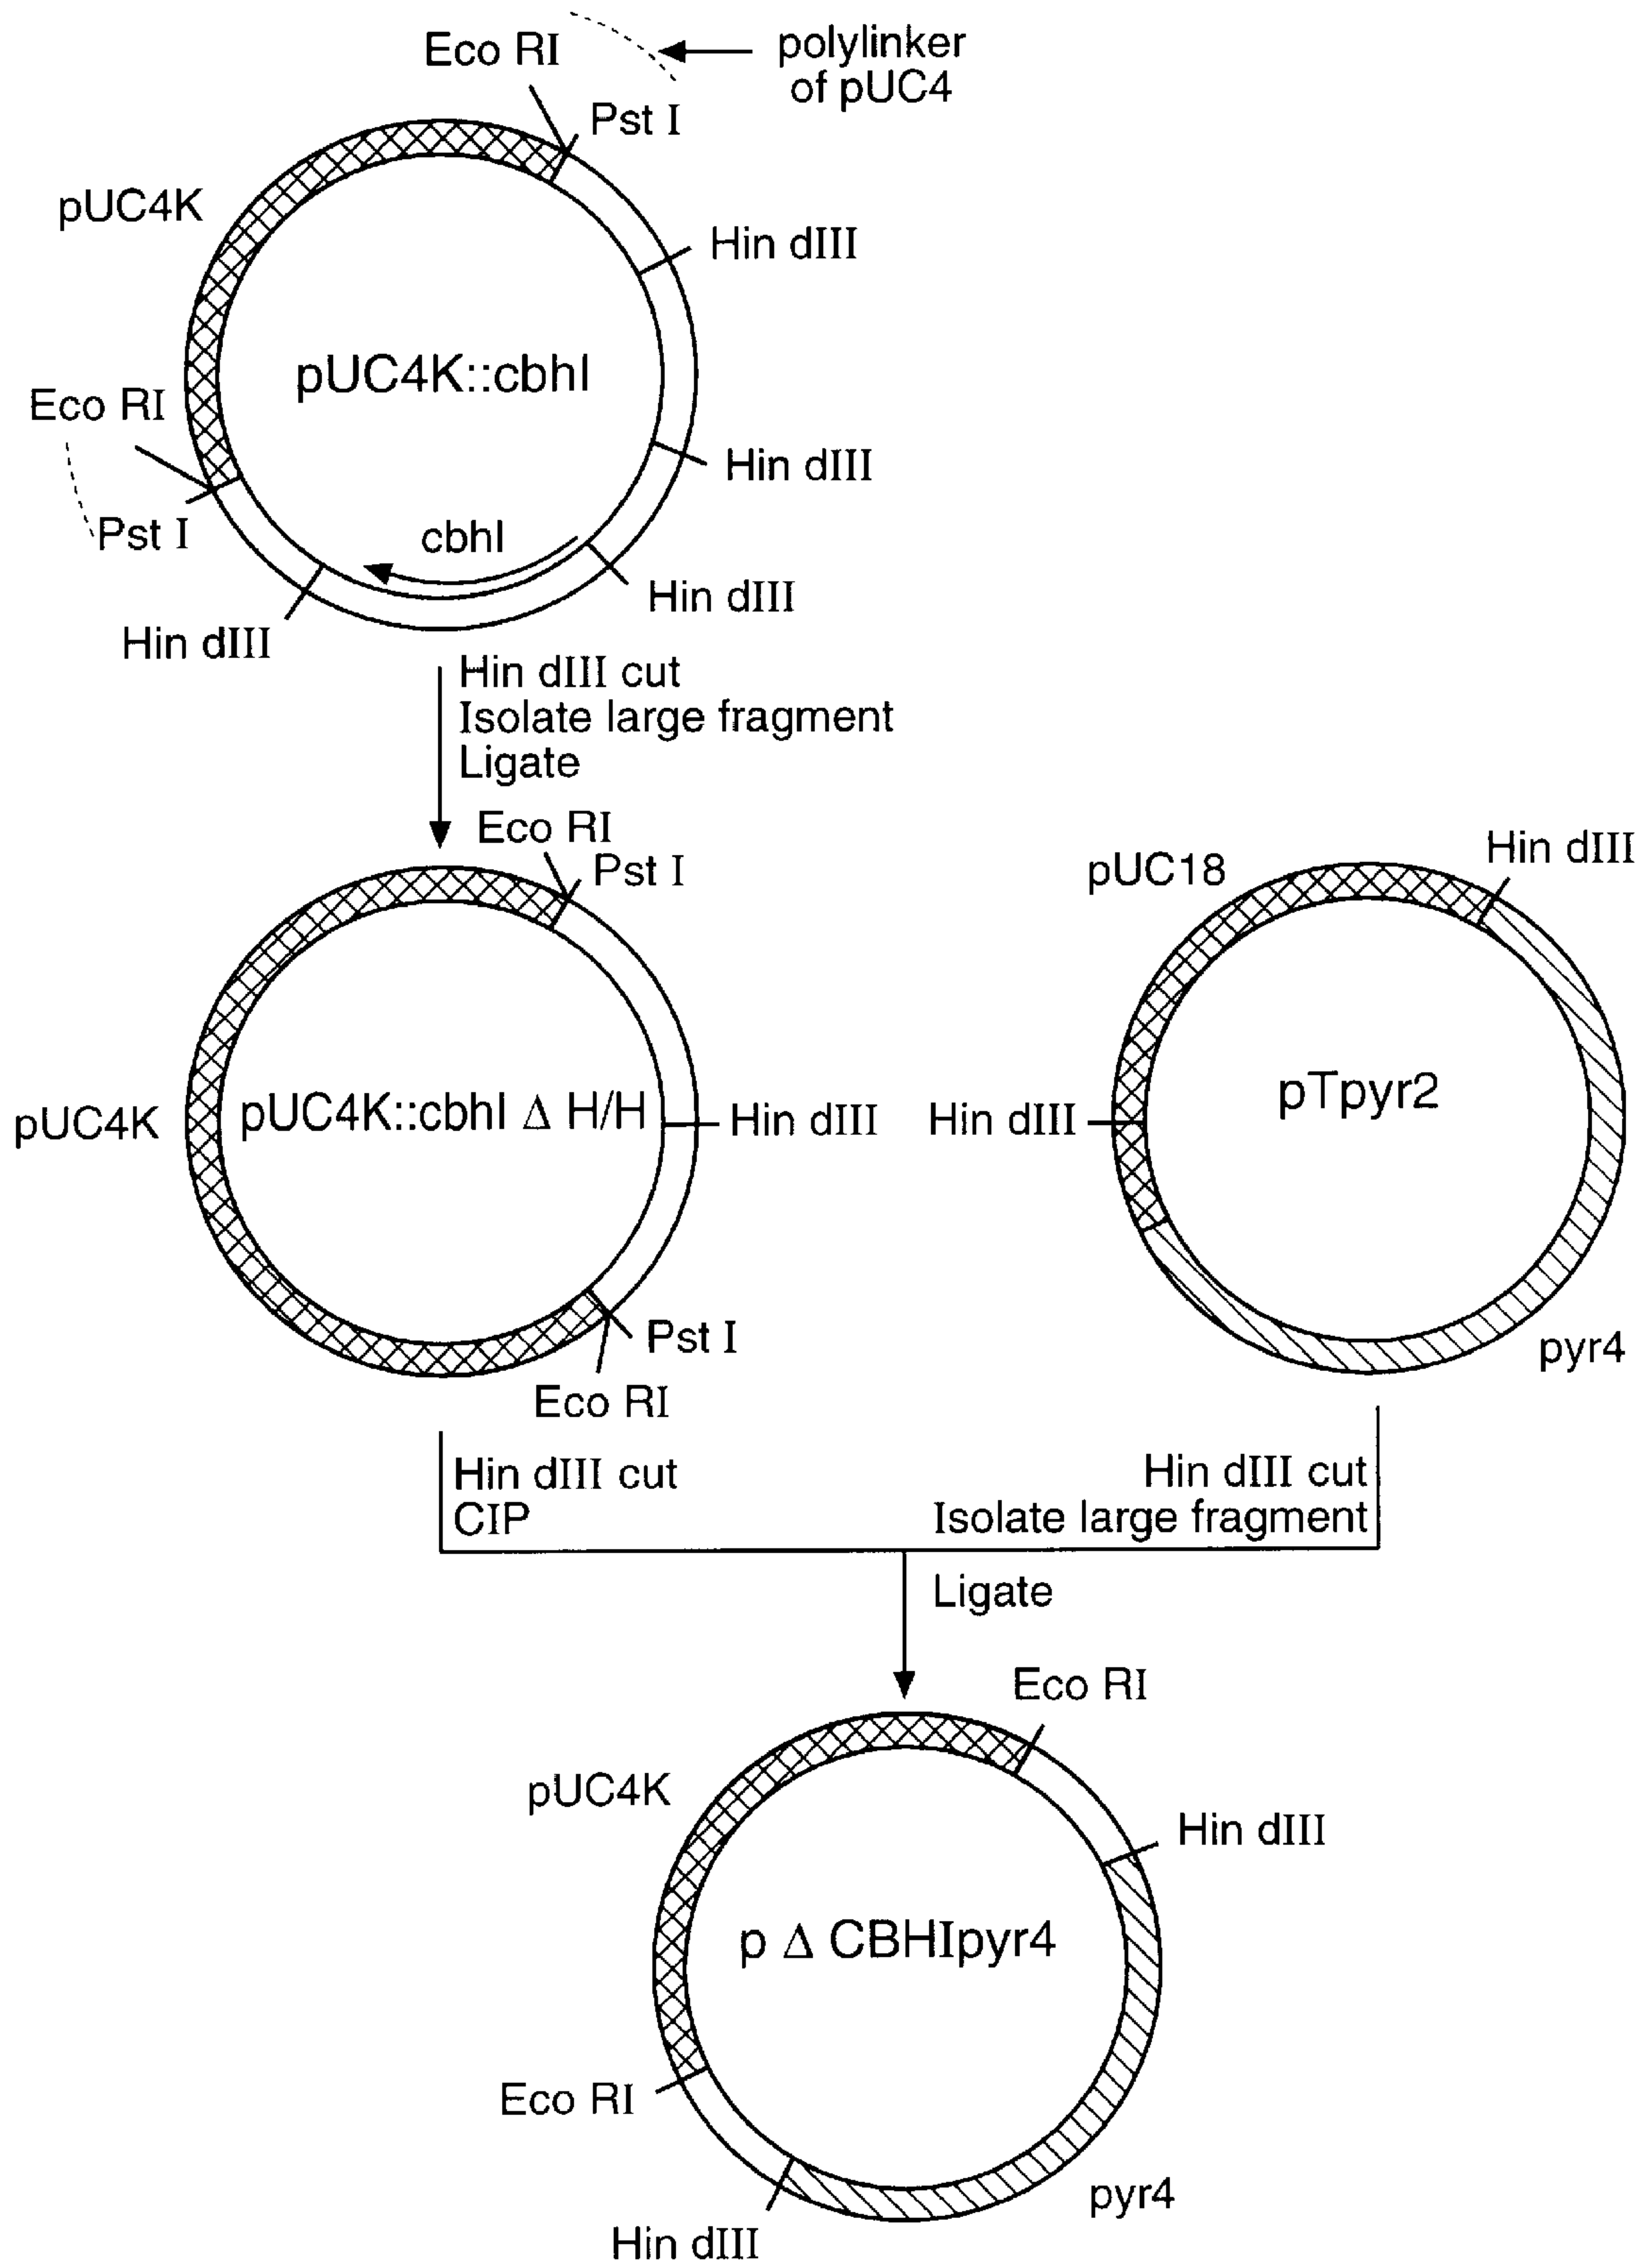 Eco RI
polylinker
of pUC4
Pst I
pUC4K
Hin dIII
pUC4K::cbhI
Eco RI
Hin dIII
Pst I
cbhI
Hin dIII
Hin dIII
Hin dIII cut
Isolate large fragment
Ligate
Eco RI
Pst I
pUC18
Hin dIII
pUC4K
pUC4K::cbhI Δ H/H
Hin dIII
Hin dIII
pTpyr2
Pst I
pyr4
Eco RI
Hin dIII cut
CIP
Hin dIII cut
Isolate large fragment
Ligate
Eco RI
pUC4K
Hin dIII
p Δ CBHIpyr4
Eco RI
pyr4
Hin dIII